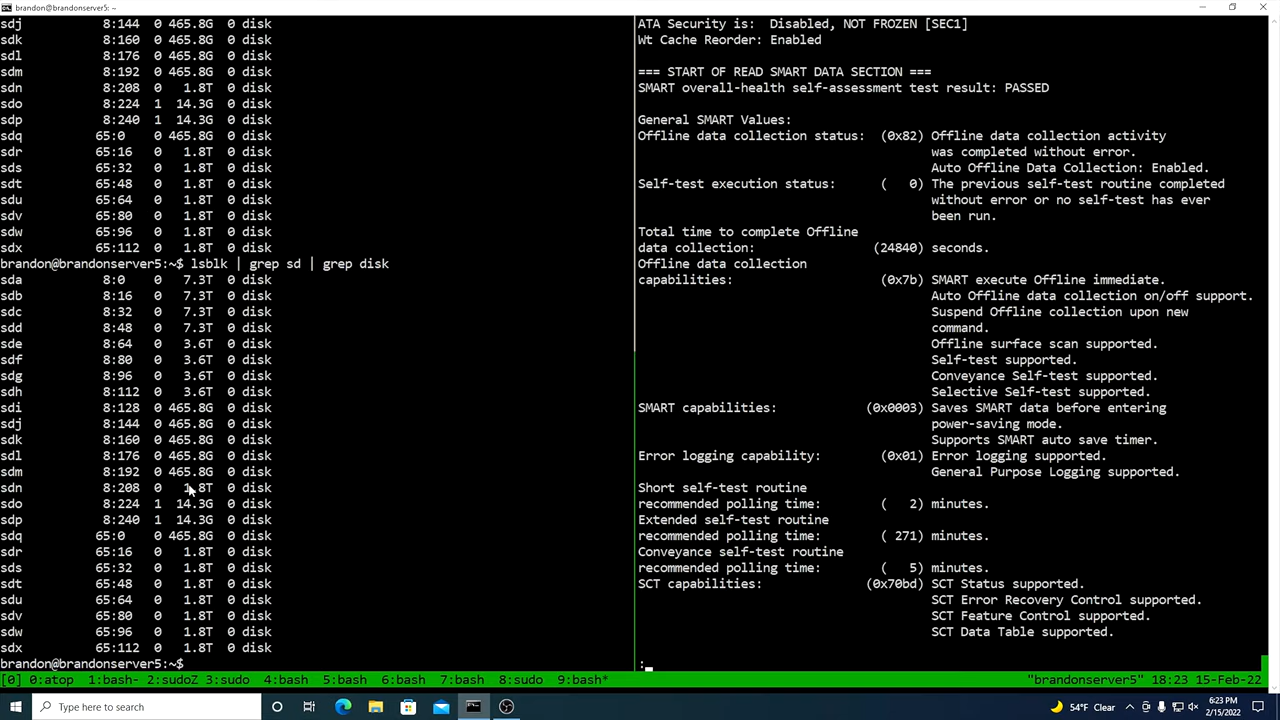 brandon@brandonserver5: ~
sdj 8:144 0 465.8G 0 disk
sdk 8:160 0 465.8G 0 disk
sdl 8:176 0 465.8G 0 disk
sdm 8:192 0 465.8G 0 disk
sdn 8:208 0 1.8T 0 disk
sdo 8:224 1 14.3G 0 disk
sdp 8:240 1 14.3G 0 disk
sdq 65:0 0 465.8G 0 disk
sdr 65:16 0 1.8T 0 disk
sds 65:32 0 1.8T 0 disk
sdt 65:48 0 1.8T 0 disk
sdu 65:64 0 1.8T 0 disk
sdv 65:80 0 1.8T 0 disk
sdw 65:96 0 1.8T 0 disk
sdx 65:112 0 1.8T 0 disk
brandon@brandonserver5:~$ lsblk | grep sd | grep disk
sda 8:0 0 7.3T 0 disk
sdb 8:16 0 7.3T 0 disk
sdc 8:32 0 7.3T 0 disk
sdd 8:48 0 7.3T 0 disk
sde 8:64 0 3.6T 0 disk
sdf 8:80 0 3.6T 0 disk
sdg 8:96 0 3.6T 0 disk
sdh 8:112 0 3.6T 0 disk
sdi 8:128 0 465.8G 0 disk
sdj 8:144 0 465.8G 0 disk
sdk 8:160 0 465.8G 0 disk
sdl 8:176 0 465.8G 0 disk
sdm 8:192 0 465.8G 0 disk
sdn 8:208 0 1.8T 0 disk
sdo 8:224 1 14.3G 0 disk
sdp 8:240 1 14.3G 0 disk
sdq 65:0 0 465.8G 0 disk
sdr 65:16 0 1.8T 0 disk
sds 65:32 0 1.8T 0 disk
sdt 65:48 0 1.8T 0 disk
sdu 65:64 0 1.8T 0 disk
sdv 65:80 0 1.8T 0 disk
sdw 65:96 0 1.8T 0 disk
sdx 65:112 0 1.8T 0 disk
brandon@brandonserver5:~$
ATA Security is: Disabled, NOT FROZEN [SEC1]
Wt Cache Reorder: Enabled
=== START OF READ SMART DATA SECTION ===
SMART overall-health self-assessment test result: PASSED
General SMART Values:
Offline data collection status: (0x82) Offline data collection activity
was completed without error.
Auto Offline Data Collection: Enabled.
Self-test execution status: ( 0) The previous self-test routine completed
without error or no self-test has ever
been run.
Total time to complete Offline
data collection: (24840) seconds.
Offline data collection
capabilities: (0x7b) SMART execute Offline immediate.
Auto Offline data collection on/off support.
Suspend Offline collection upon new
command.
Offline surface scan supported.
Self-test supported.
Conveyance Self-test supported.
Selective Self-test supported.
SMART capabilities: (0x0003) Saves SMART data before entering
power-saving mode.
Supports SMART auto save timer.
Error logging capability: (0x01) Error logging supported.
General Purpose Logging supported.
Short self-test routine
recommended polling time: ( 2) minutes.
Extended self-test routine
recommended polling time: ( 271) minutes.
Conveyance self-test routine
recommended polling time: ( 5) minutes.
SCT capabilities: (0x70bd) SCT Status supported.
SCT Error Recovery Control supported.
SCT Feature Control supported.
SCT Data Table supported.
:
[0] 0:atop 1:bash- 2:sudoZ 3:sudo 4:bash 5:bash 6:bash 7:bash 8:sudo 9:bash* "brandonserver5" 18:23 15-Feb-22
Type here to search
54°F Clear
6:23 PM
2/15/2022